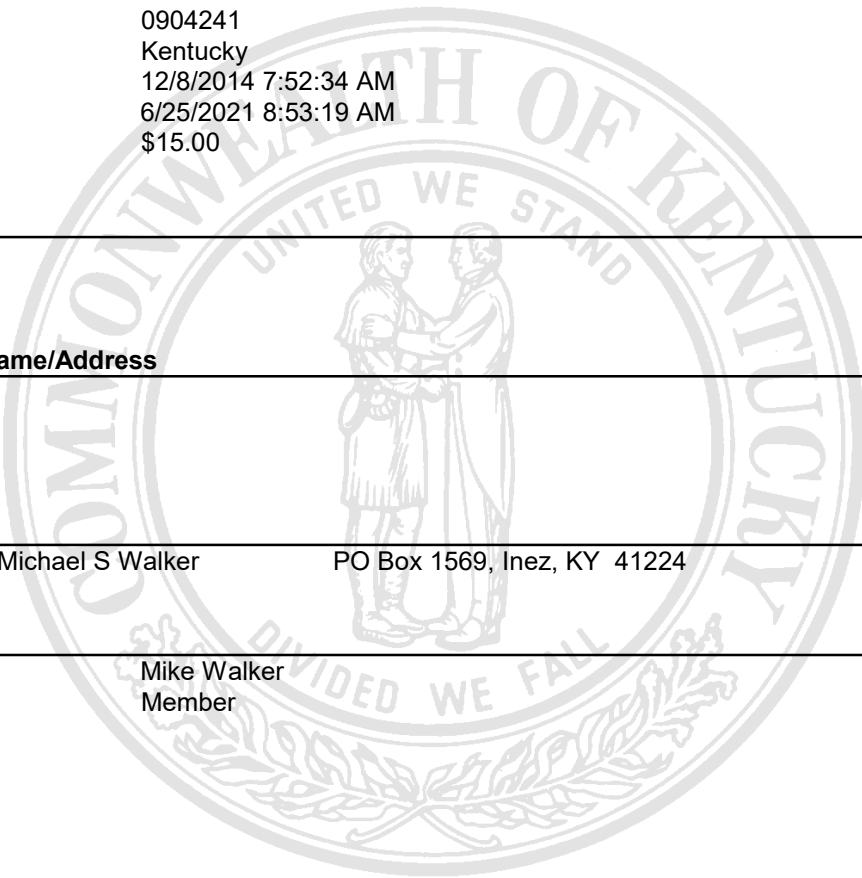 0904241
Kentucky
12/8/2014 7:52:34 AM
6/25/2021 8:53:19 AM
$15.00
COMMONWEALTH OF KENTUCKY
UNITED WE STAND
ame/Address
Michael S Walker PO Box 1569, Inez, KY 41224
DIVIDED WE FALL
Mike Walker
Member